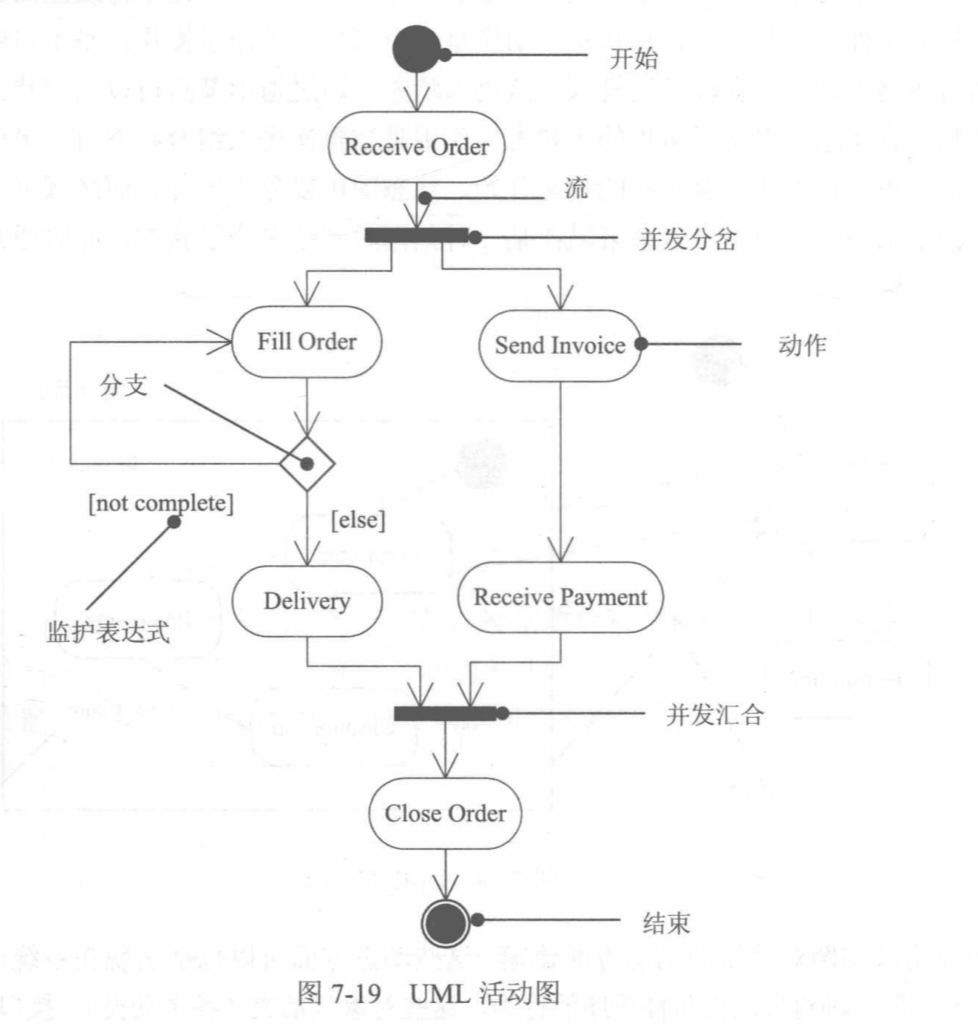 开始
Receive Order
流
并发分岔
Fill Order
Send Invoice
动作
分支
[not complete]
[else]
Delivery
Receive Payment
监护表达式
并发汇合
Close Order
结束
图 7-19 UML 活动图